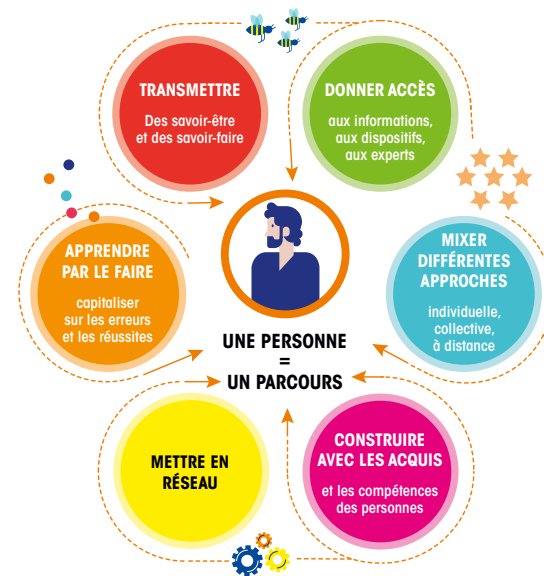 TRANSMETTRE
Des savoir-être
et des savoir-faire
DONNER ACCÈS
aux informations,
aux dispositifs,
aux experts
APPRENDRE
PAR LE FAIRE
capitaliser
sur les erreurs
et les réussites
MIXER
DIFFÉRENTES
APPROCHES
individuelle,
collective,
à distance
UNE PERSONNE
=
UN PARCOURS
METTRE EN
RÉSEAU
CONSTRUIRE
AVEC LES ACQUIS
et les compétences
des personnes